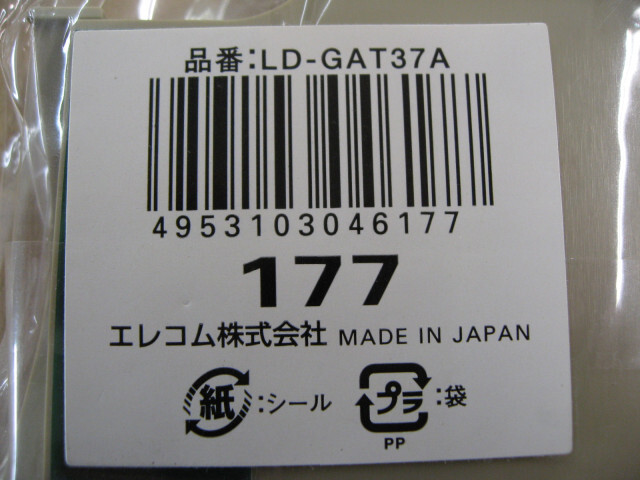 品番:LD-GAT37A
4953103046177
177
エレコム株式会社 MADE IN JAPAN
紙:シール プラ:袋
PP